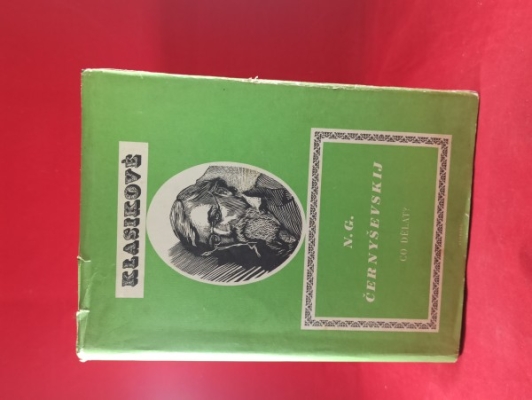 KLASIKOVÉ
N. G.
ČERNYŠEVSKIJ
CO DĚLAT?